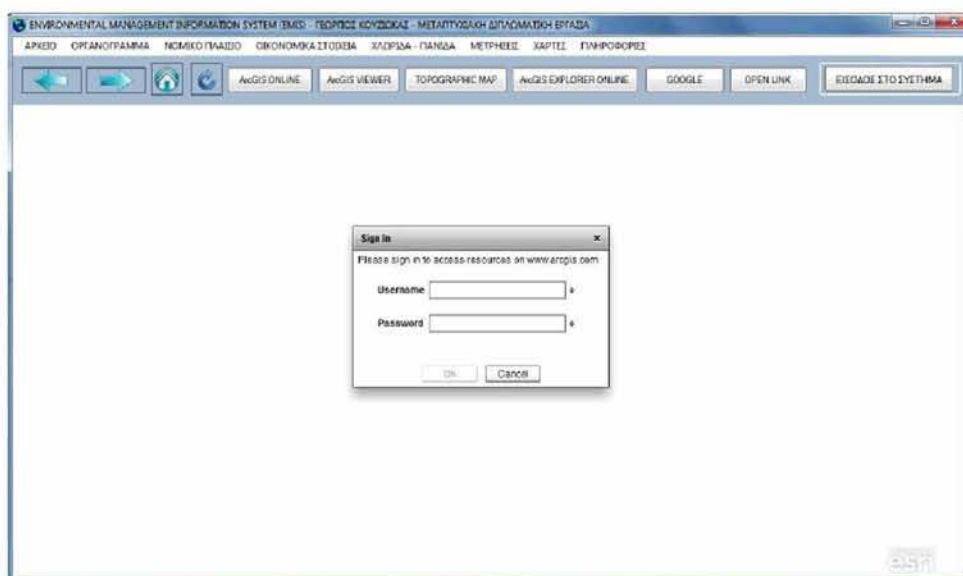 ENVIRONMENTAL MANAGEMENT INFORMATION SYSTEM (EMIS) - ΓΕΩΡΓΙΟΣ ΚΟΥΖΙΩΚΑΣ - ΜΕΤΑΠΤΥΧΙΑΚΗ ΔΙΠΛΩΜΑΤΙΚΗ ΕΡΓΑΣΙΑ
ΑΡΧΕΙΟ ΟΡΓΑΝΟΓΡΑΜΜΑ ΝΟΜΙΚΟ ΠΛΑΙΣΙΟ ΟΙΚΟΝΟΜΙΚΑ ΣΤΟΙΧΕΙΑ ΧΛΩΡΙΔΑ - ΠΑΝΙΔΑ ΜΕΤΡΗΣΕΙΣ ΧΑΡΤΕΣ ΠΛΗΡΟΦΟΡΙΕΣ
ArcGIS ONLINE ArcGIS VIEWER TOPOGRAPHIC MAP ArcGIS EXPLORER ONLINE GOOGLE OPEN LINK ΕΙΣΟΔΟΣ ΣΤΟ ΣΥΣΤΗΜΑ
Sign in
Please sign in to access resources on www.arcgis.com
Username
Password
OK Cancel
esri